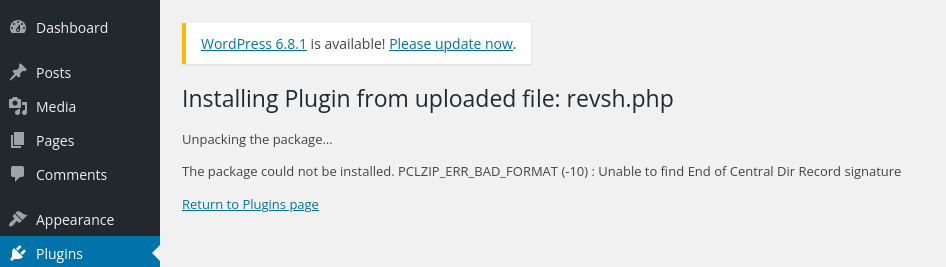 Dashboard
WordPress 6.8.1 is available! Please update now.
Posts
Media
Pages
Comments
Appearance
Plugins
Installing Plugin from uploaded file: revsh.php
Unpacking the package…
The package could not be installed. PCLZIP_ERR_BAD_FORMAT (-10) : Unable to find End of Central Dir Record signature
Return to Plugins page